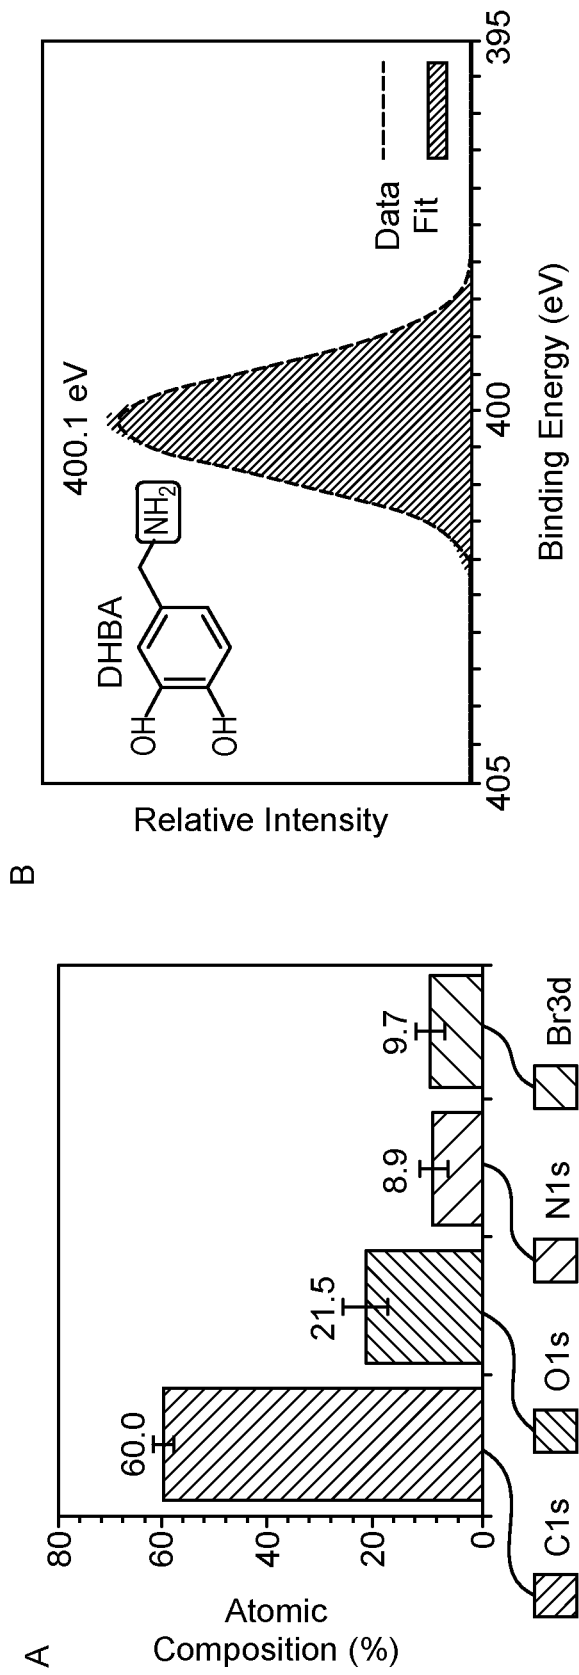 A
Atomic
Composition (%)
80
60
40
20
0
60.0
21.5
8.9
9.7
C1s
O1s
N1s
Br3d
B
Relative Intensity
400.1 eV
DHBA
OH
OH
NH₂
Data
Fit
405
400
395
Binding Energy (eV)